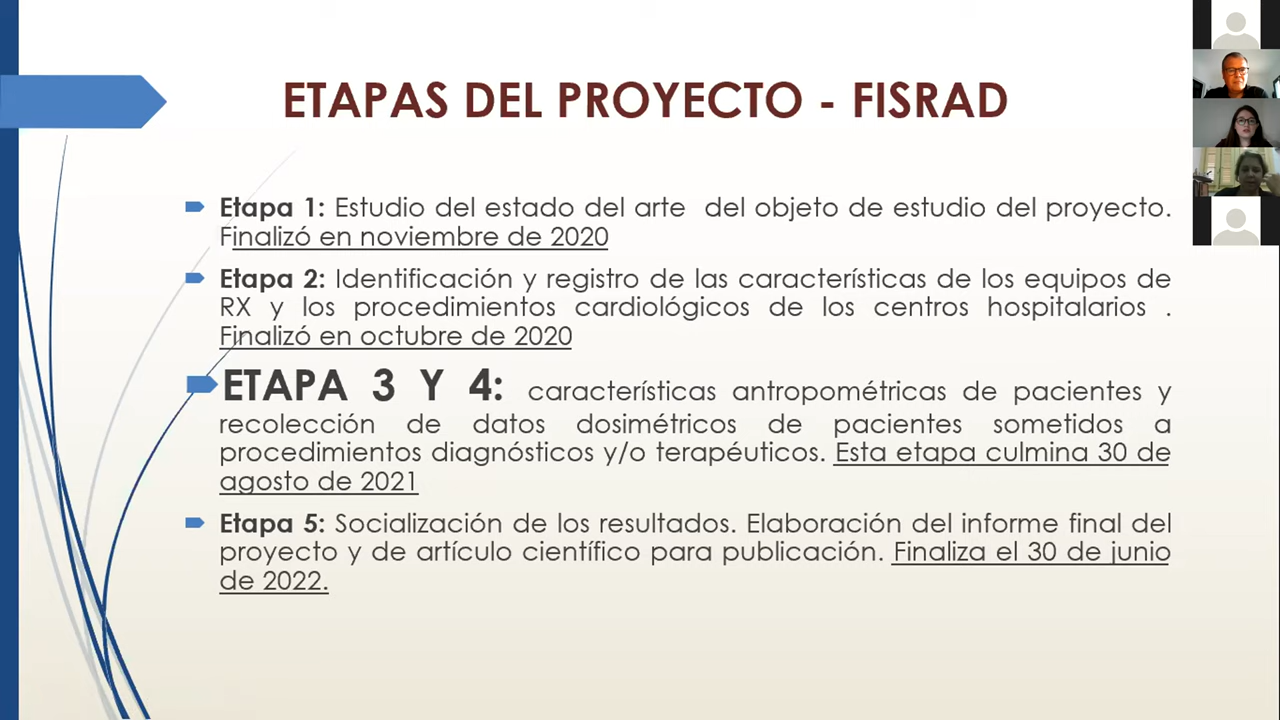 ETAPAS DEL PROYECTO - FISRAD
Etapa 1: Estudio del estado del arte del objeto de estudio del proyecto.
Finalizó en noviembre de 2020
Etapa 2: Identificación y registro de las características de los equipos de
RX y los procedimientos cardiológicos de los centros hospitalarios .
Finalizó en octubre de 2020
ETAPA 3 Y 4: características antropométricas de pacientes y
recolección de datos dosimétricos de pacientes sometidos a
procedimientos diagnósticos y/o terapéuticos. Esta etapa culmina 30 de
agosto de 2021
Etapa 5: Socialización de los resultados. Elaboración del informe final del
proyecto y de artículo científico para publicación. Finaliza el 30 de junio
de 2022.